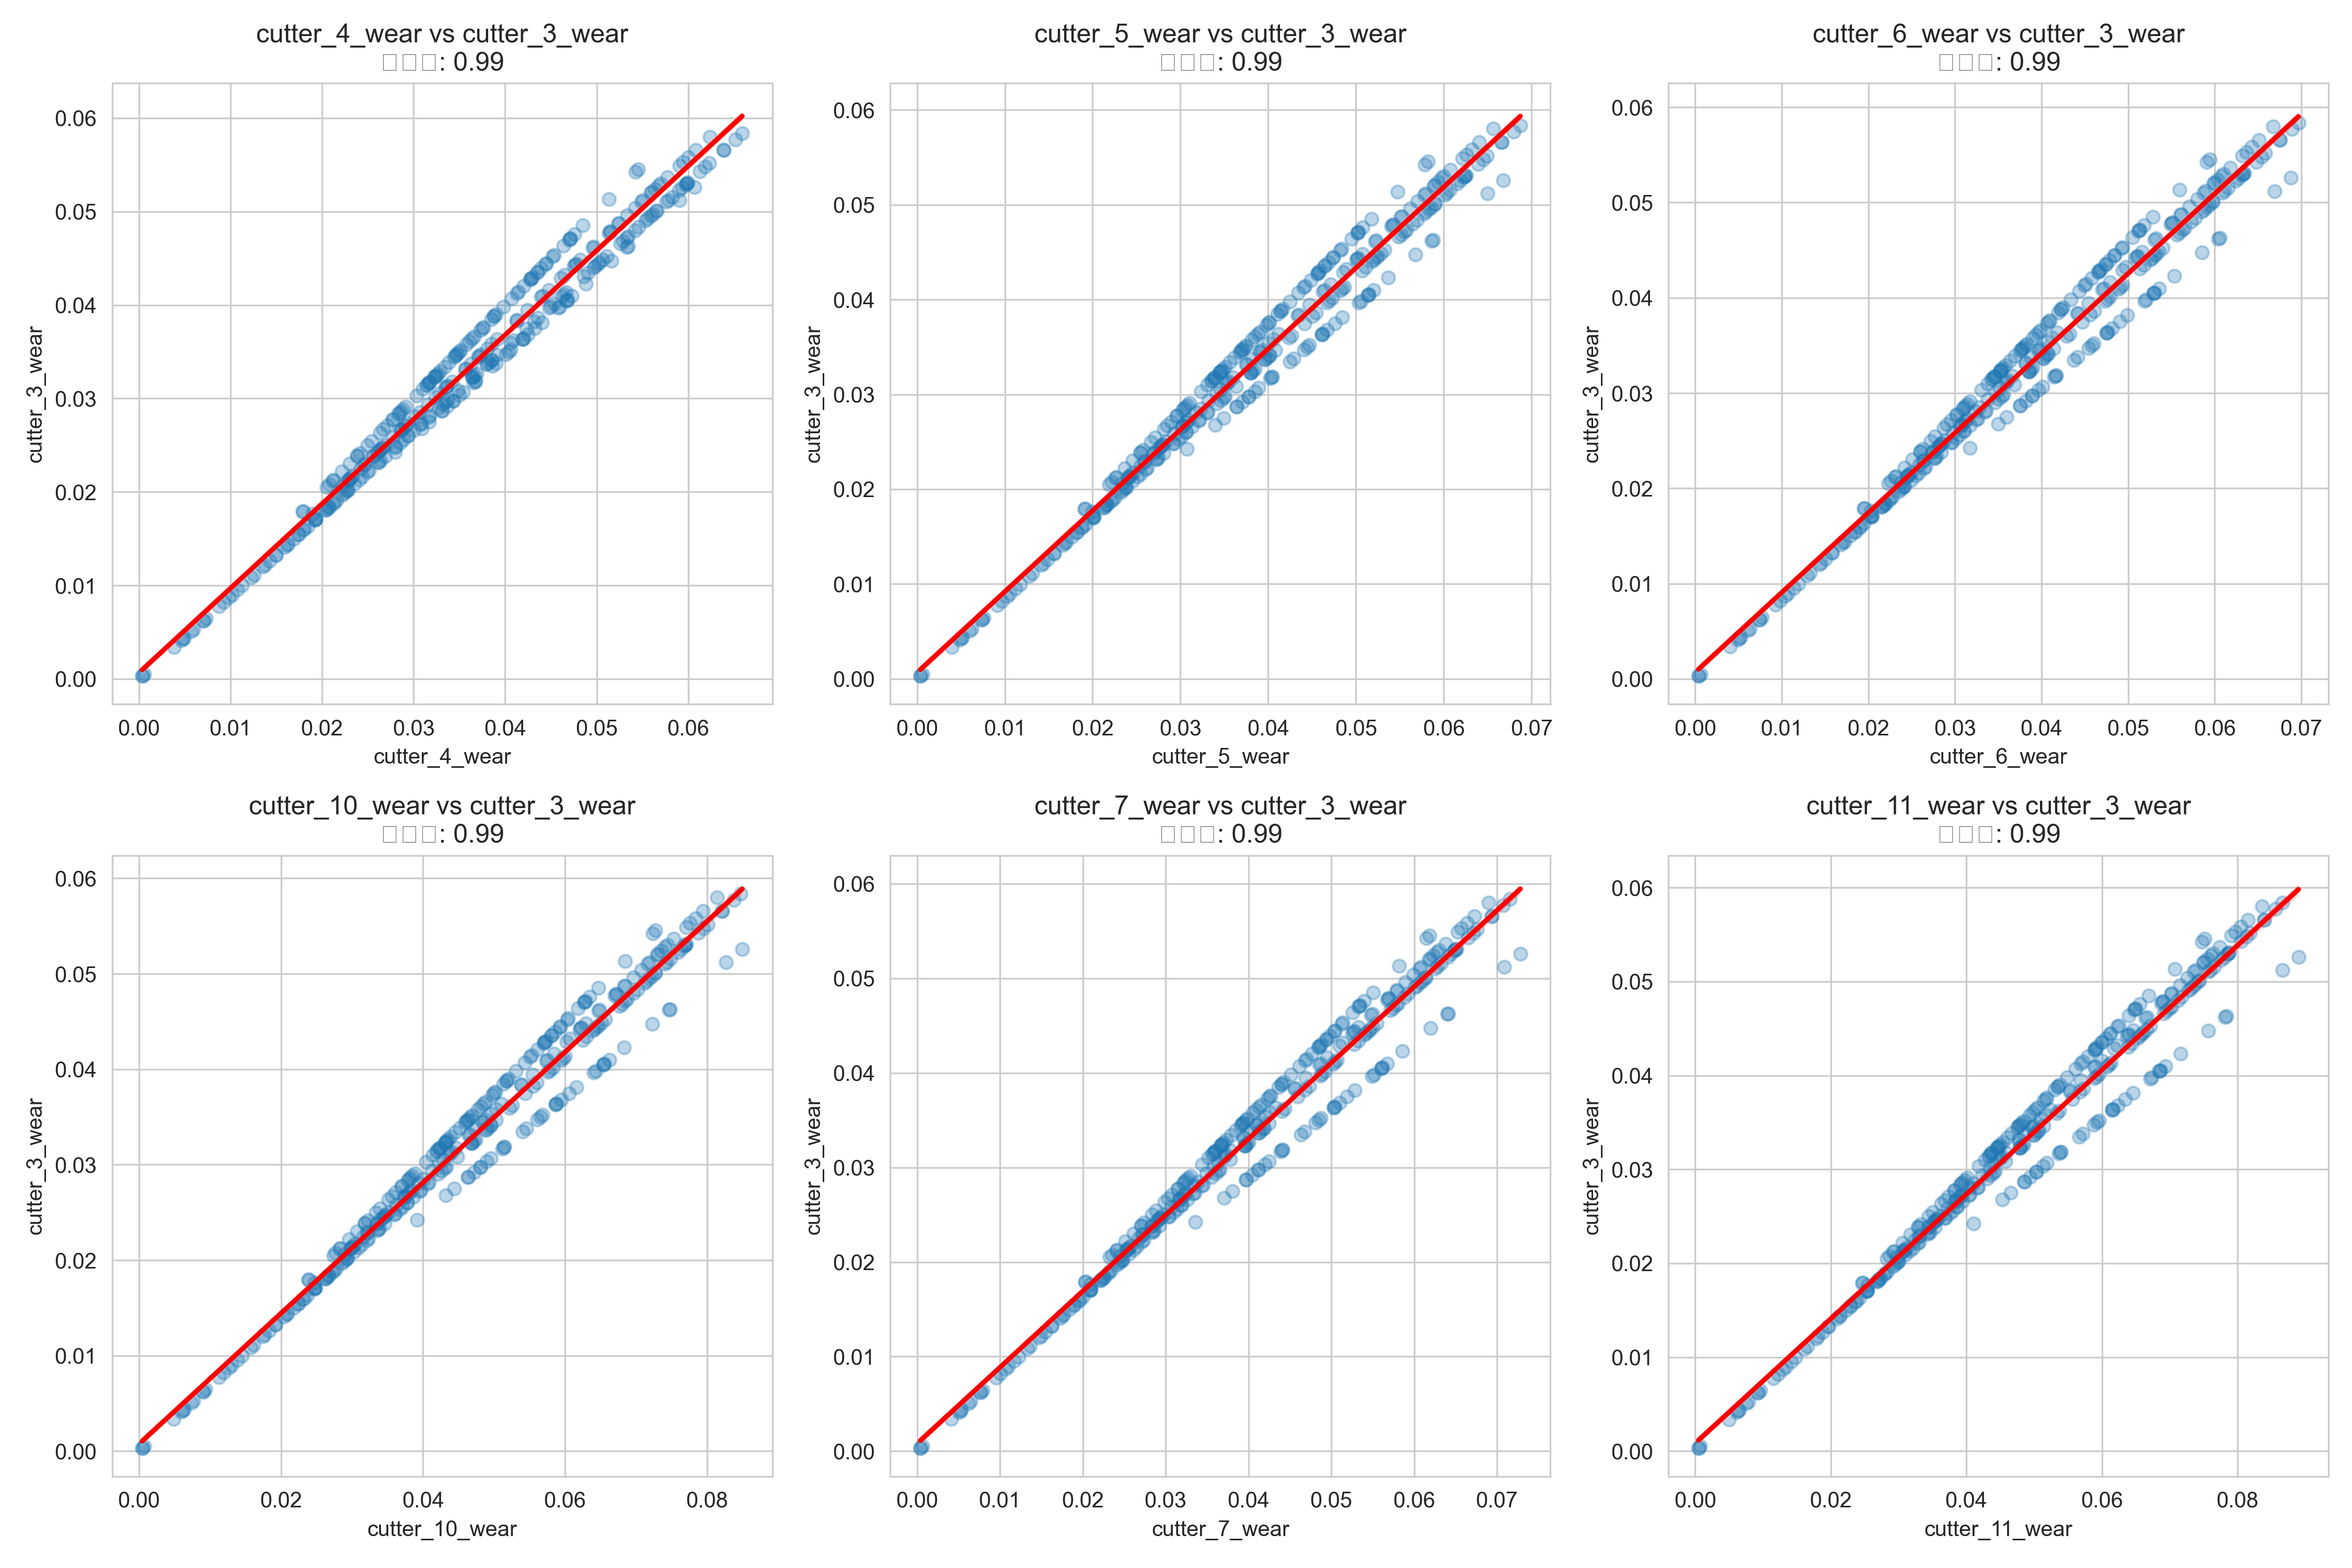 cutter_4_wear vs cutter_3_wear
□□□: 0.99
0.06
0.05
0.04
0.03
0.02
0.01
0.00
cutter_3_wear
0.00 0.01 0.02 0.03 0.04 0.05 0.06
cutter_4_wear
cutter_5_wear vs cutter_3_wear
□□□: 0.99
0.06
0.05
0.04
0.03
0.02
0.01
0.00
cutter_3_wear
0.00 0.01 0.02 0.03 0.04 0.05 0.06 0.07
cutter_5_wear
cutter_6_wear vs cutter_3_wear
□□□: 0.99
0.06
0.05
0.04
0.03
0.02
0.01
0.00
cutter_3_wear
0.00 0.01 0.02 0.03 0.04 0.05 0.06 0.07
cutter_6_wear
cutter_10_wear vs cutter_3_wear
□□□: 0.99
0.06
0.05
0.04
0.03
0.02
0.01
0.00
cutter_3_wear
0.00 0.02 0.04 0.06 0.08
cutter_10_wear
cutter_7_wear vs cutter_3_wear
□□□: 0.99
0.06
0.05
0.04
0.03
0.02
0.01
0.00
cutter_3_wear
0.00 0.01 0.02 0.03 0.04 0.05 0.06 0.07
cutter_7_wear
cutter_11_wear vs cutter_3_wear
□□□: 0.99
0.06
0.05
0.04
0.03
0.02
0.01
0.00
cutter_3_wear
0.00 0.02 0.04 0.06 0.08
cutter_11_wear